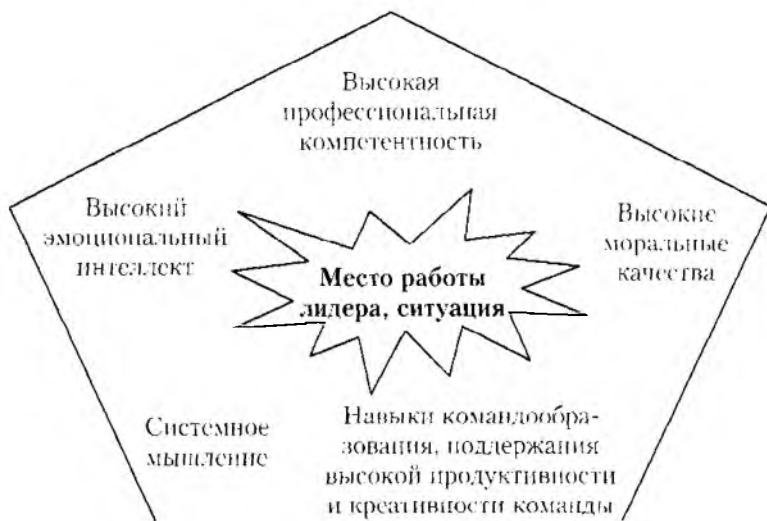 Высокая
профессиональная
компетентность
Высокий
эмоциональный
интеллект
Высокие
моральные
качества
Место работы
лидера, ситуация
Системное
мышление
Навыки командообра-
зования, поддержания
высокой продуктивности
и креативности команды